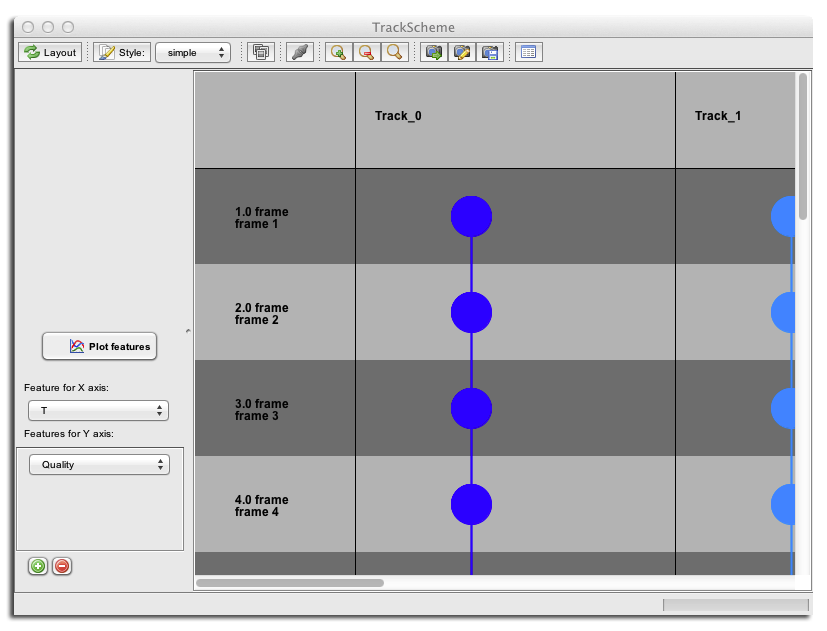 TrackScheme
Layout
Style:
simple
Track_0
Track_1
1.0 frame
frame 1
2.0 frame
frame 2
3.0 frame
frame 3
4.0 frame
frame 4
Plot features
Feature for X axis:
T
Features for Y axis:
Quality